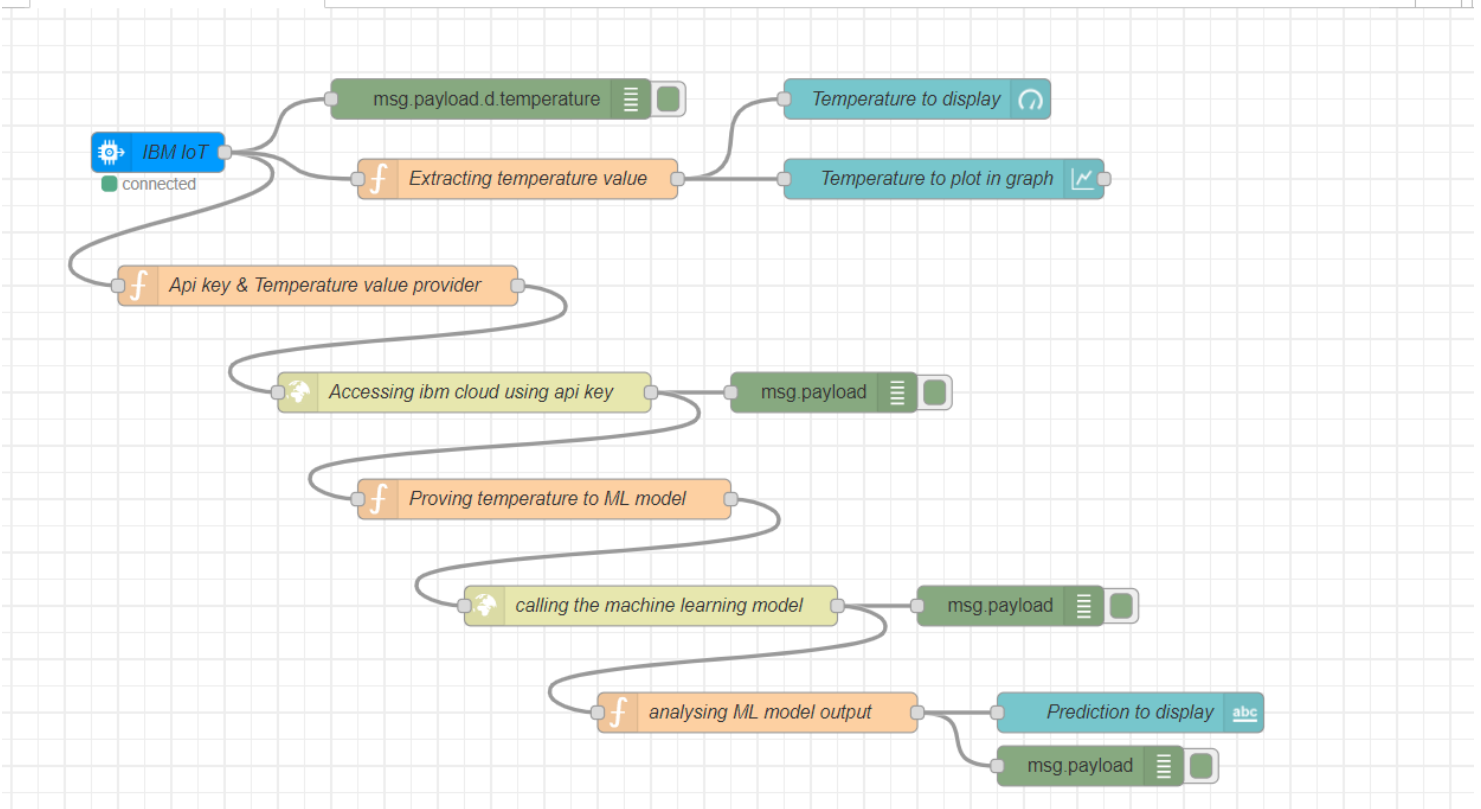 msg.payload.d.temperature
Temperature to display
IBM IoT
connected
Extracting temperature value
Temperature to plot in graph
Api key & Temperature value provider
Accessing ibm cloud using api key
msg.payload
Proving temperature to ML model
calling the machine learning model
msg.payload
analysing ML model output
Prediction to display
abc
msg.payload